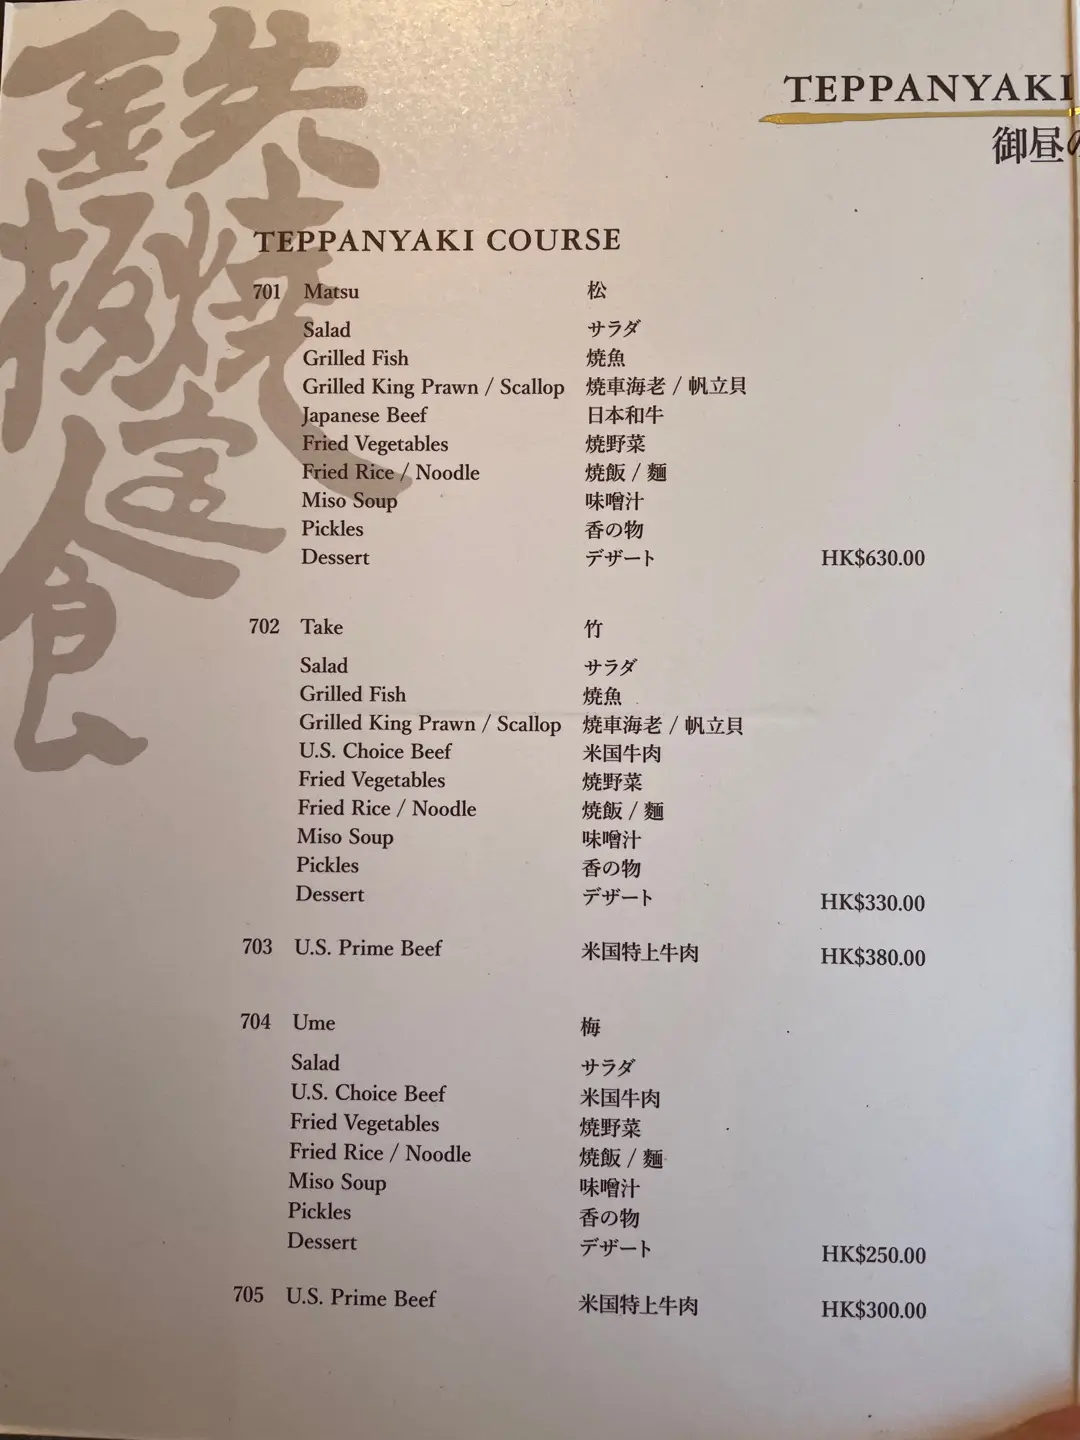 鉄板焼定食
TEPPANYAKI
御昼
TEPPANYAKI COURSE
701 Matsu 松
Salad サラダ
Grilled Fish 焼魚
Grilled King Prawn / Scallop 焼車海老 / 帆立貝
Japanese Beef 日本和牛
Fried Vegetables 焼野菜
Fried Rice / Noodle 焼飯 / 麵
Miso Soup 味噌汁
Pickles 香の物
Dessert デザート HK$630.00
702 Take 竹
Salad サラダ
Grilled Fish 焼魚
Grilled King Prawn / Scallop 焼車海老 / 帆立貝
U.S. Choice Beef 米国牛肉
Fried Vegetables 焼野菜
Fried Rice / Noodle 焼飯 / 麵
Miso Soup 味噌汁
Pickles 香の物
Dessert デザート HK$330.00
703 U.S. Prime Beef 米国特上牛肉 HK$380.00
704 Ume 梅
Salad サラダ
U.S. Choice Beef 米国牛肉
Fried Vegetables 焼野菜
Fried Rice / Noodle 焼飯 / 麵
Miso Soup 味噌汁
Pickles 香の物
Dessert デザート HK$250.00
705 U.S. Prime Beef 米国特上牛肉 HK$300.00